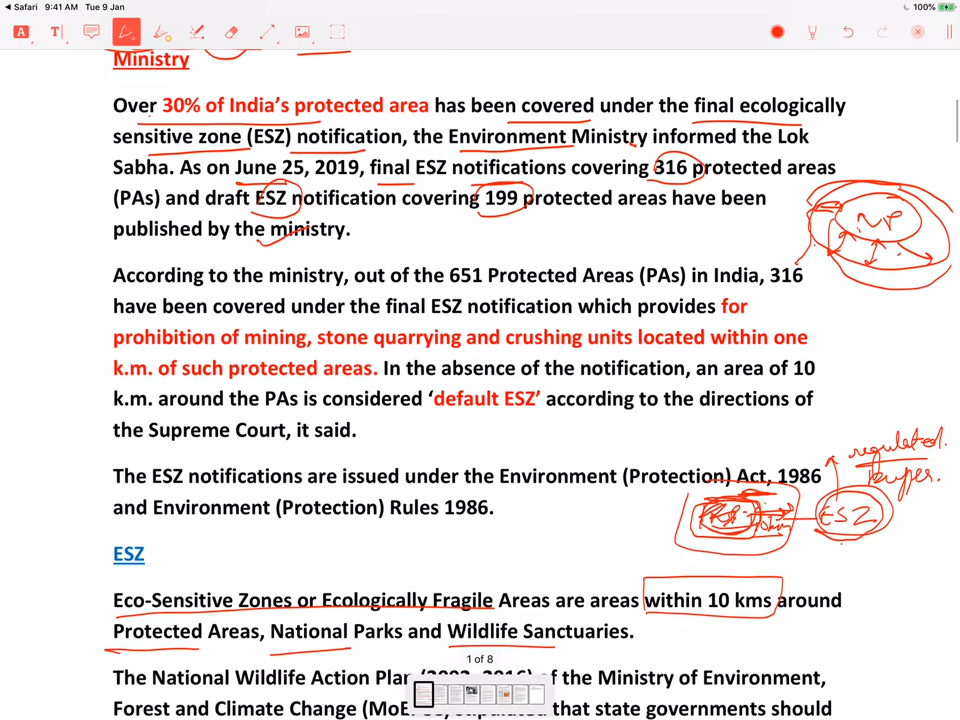 Safari 9:41 AM Tue 9 Jan 100%
Ministry
Over 30% of India's protected area has been covered under the final ecologically
sensitive zone (ESZ) notification, the Environment Ministry informed the Lok
Sabha. As on June 25, 2019, final ESZ notifications covering 316 protected areas
(PAs) and draft ESZ notification covering 199 protected areas have been
published by the ministry.
NP
According to the ministry, out of the 651 Protected Areas (PAs) in India, 316
have been covered under the final ESZ notification which provides for
prohibition of mining, stone quarrying and crushing units located within one
k.m. of such protected areas. In the absence of the notification, an area of 10
k.m. around the PAs is considered ‘default ESZ’ according to the directions of
the Supreme Court, it said.
regulated.
The ESZ notifications are issued under the Environment (Protection) Act, 1986
and Environment (Protection) Rules 1986.
ESZ
ESZ
Eco-Sensitive Zones or Ecologically Fragile Areas are areas within 10 kms around
Protected Areas, National Parks and Wildlife Sanctuaries.
1 of 8
The National Wildlife Action Plan of the Ministry of Environment,
Forest and Climate Change stipulated that state governments should